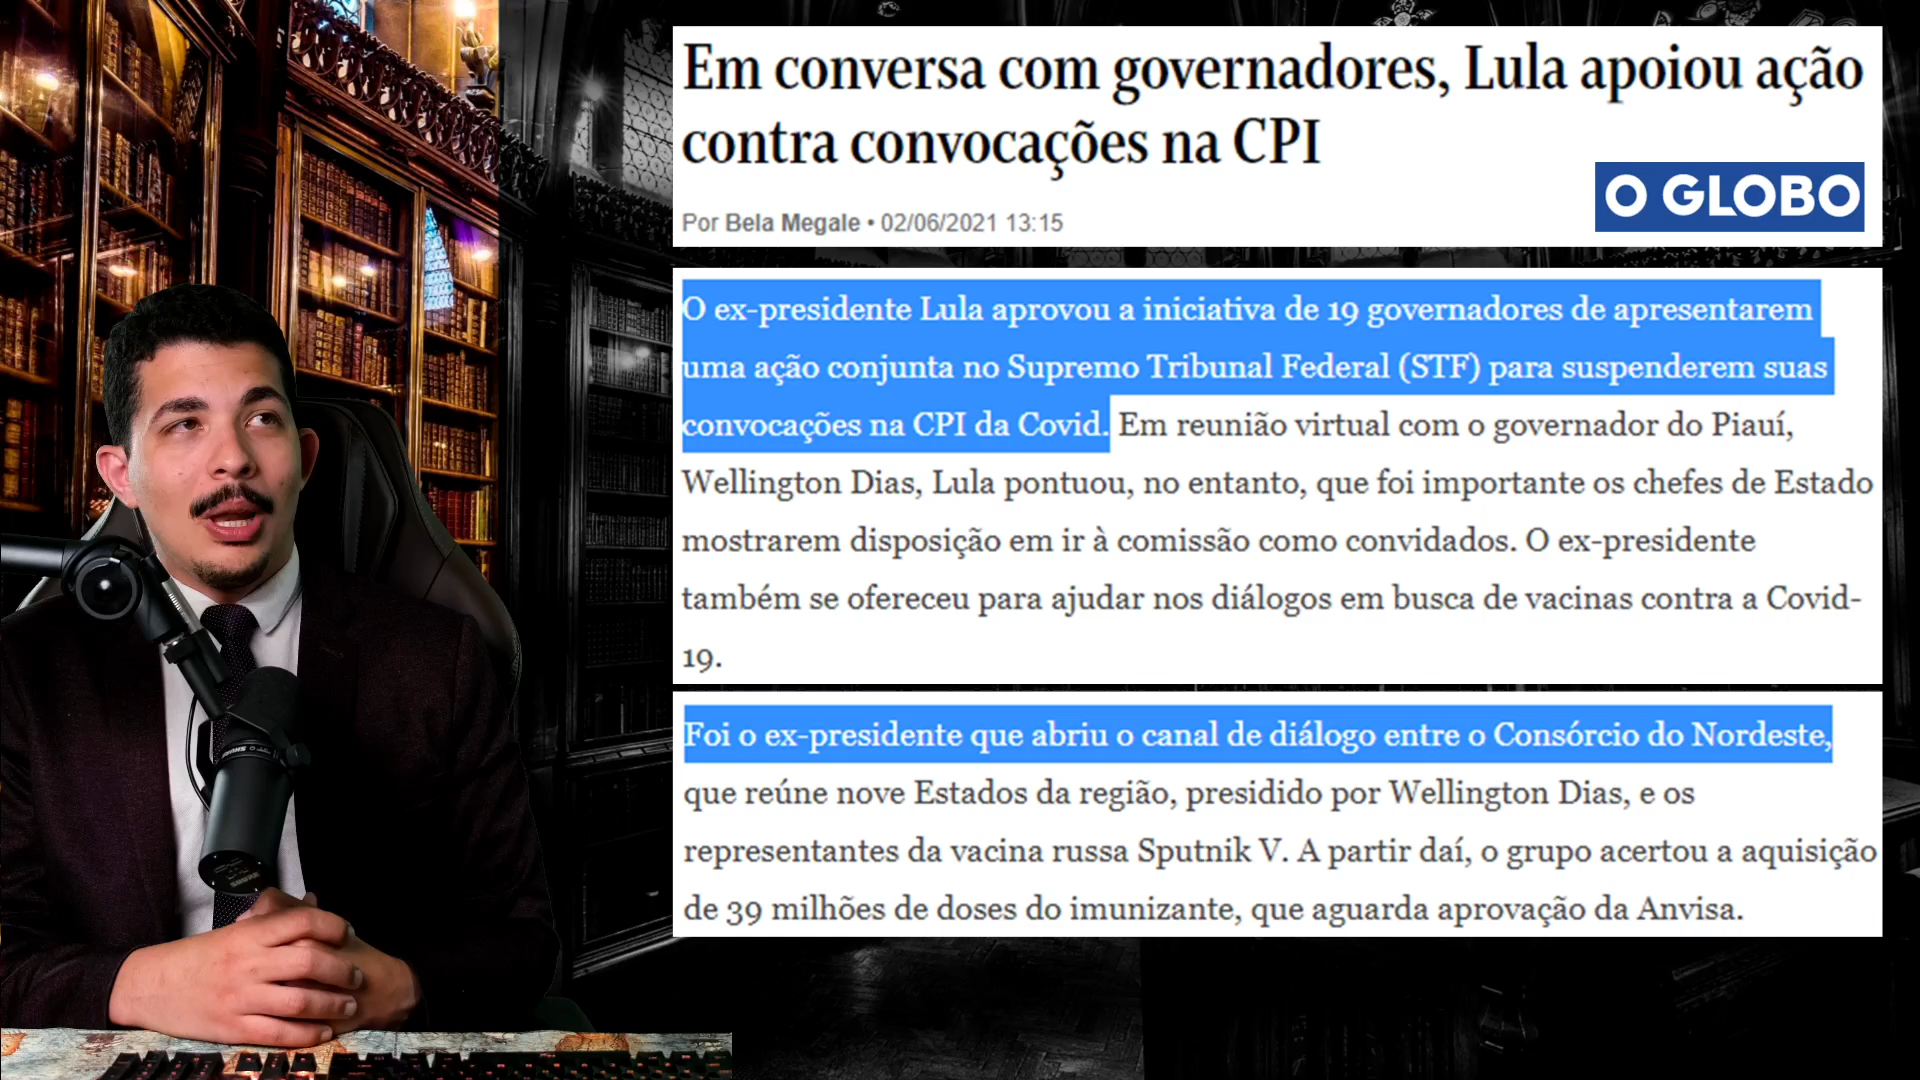 Em conversa com governadores, Lula apoiou ação
contra convocações na CPI
O GLOBO
Por Bela Megale • 02/06/2021 13:15
O ex-presidente Lula aprovou a iniciativa de 19 governadores de apresentarem
uma ação conjunta no Supremo Tribunal Federal (STF) para suspenderem suas
convocações na CPI da Covid. Em reunião virtual com o governador do Piauí,
Wellington Dias, Lula pontuou, no entanto, que foi importante os chefes de Estado
mostrarem disposição em ir à comissão como convidados. O ex-presidente
também se ofereceu para ajudar nos diálogos em busca de vacinas contra a Covid-
19.
Foi o ex-presidente que abriu o canal de diálogo entre o Consórcio do Nordeste,
que reúne nove Estados da região, presidido por Wellington Dias, e os
representantes da vacina russa Sputnik V. A partir daí, o grupo acertou a aquisição
de 39 milhões de doses do imunizante, que aguarda aprovação da Anvisa.